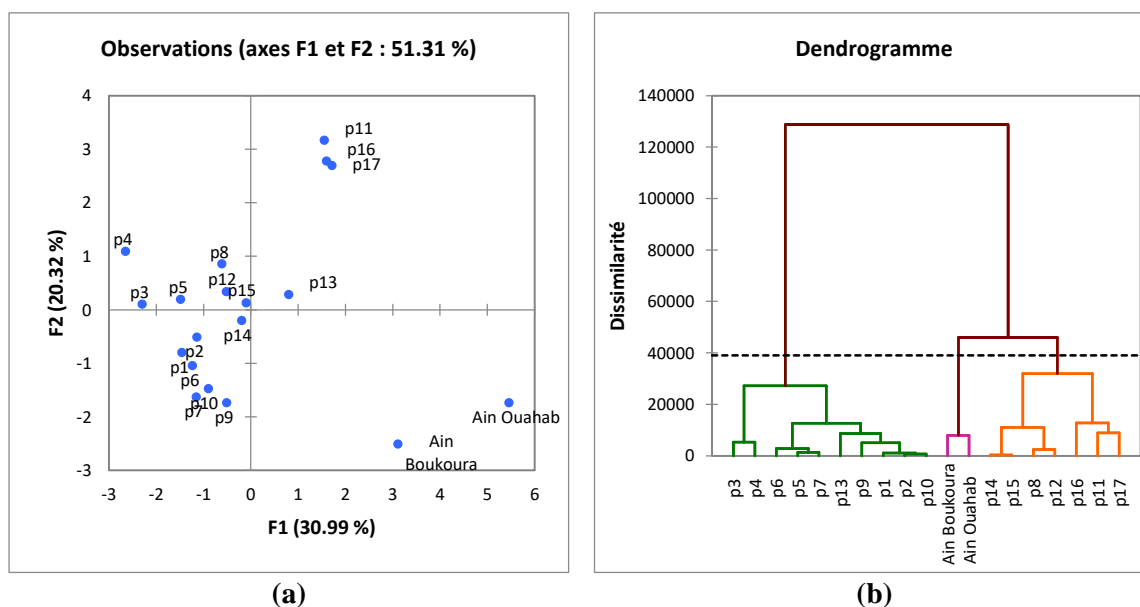 Observations (axes F1 et F2 : 51.31 %)
4
3
2
1
0
-1
-2
-3
-3
-2
-1
0
1
2
3
4
5
6
F2 (20.32 %)
F1 (30.99 %)
p11
p16
p17
p4
p8
p12
p13
p3
p5
p15
p14
p2
p1
p6
p10
p7
p9
Ain Ouahab
Ain
Boukoura
(a)
Dendrogramme
140000
120000
100000
80000
60000
40000
20000
0
Dissimilarité
p3
p4
p6
p5
p7
p13
p9
p1
p2
p10
Ain Boukoura
Ain Ouahab
p14
p15
p8
p12
p16
p11
p17
(b)